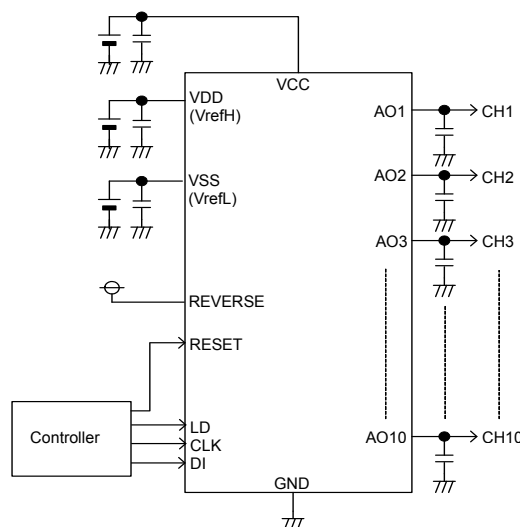 VCC
VDD
(VrefH)
AO1
CH1
VSS
(VrefL)
AO2
CH2
AO3
CH3
REVERSE
RESET
Controller
LD
CLK
DI
AO10
CH10
GND